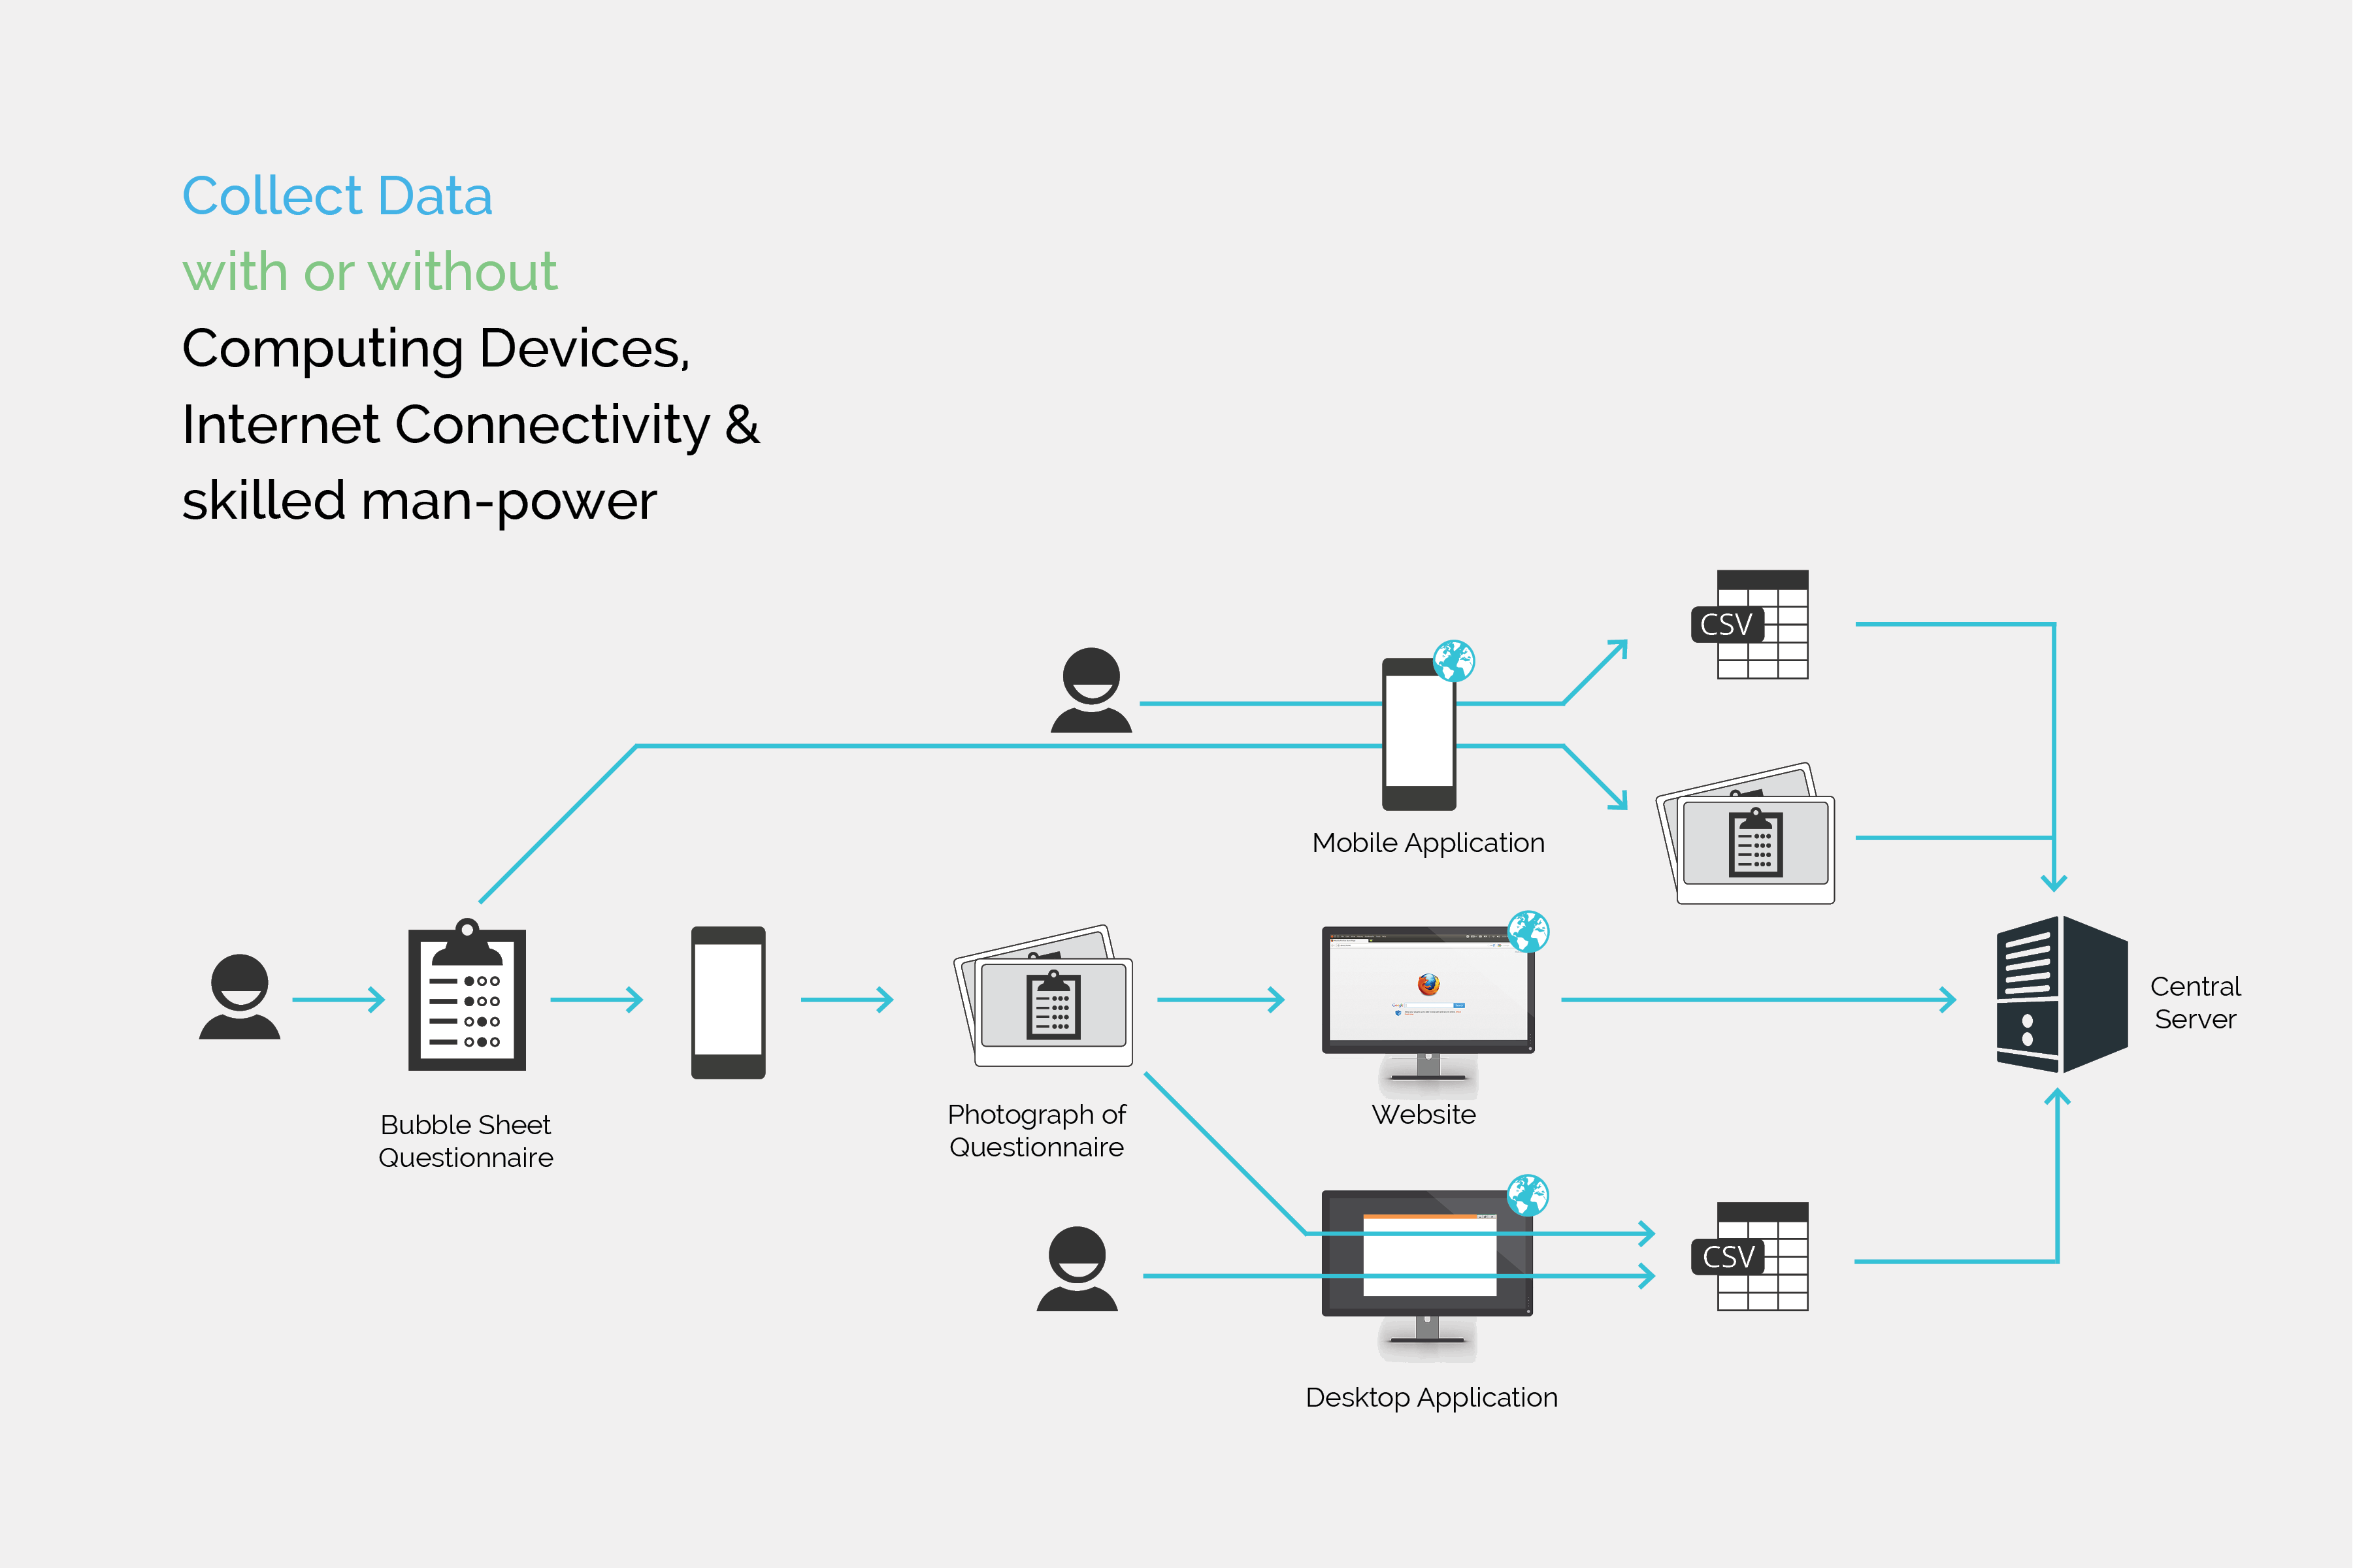 Collect Data
with or without
Computing Devices,
Internet Connectivity &
skilled man-power
CSV
Mobile Application
Central
Server
Bubble Sheet
Questionnaire
Photograph of
Questionnaire
Website
CSV
Desktop Application